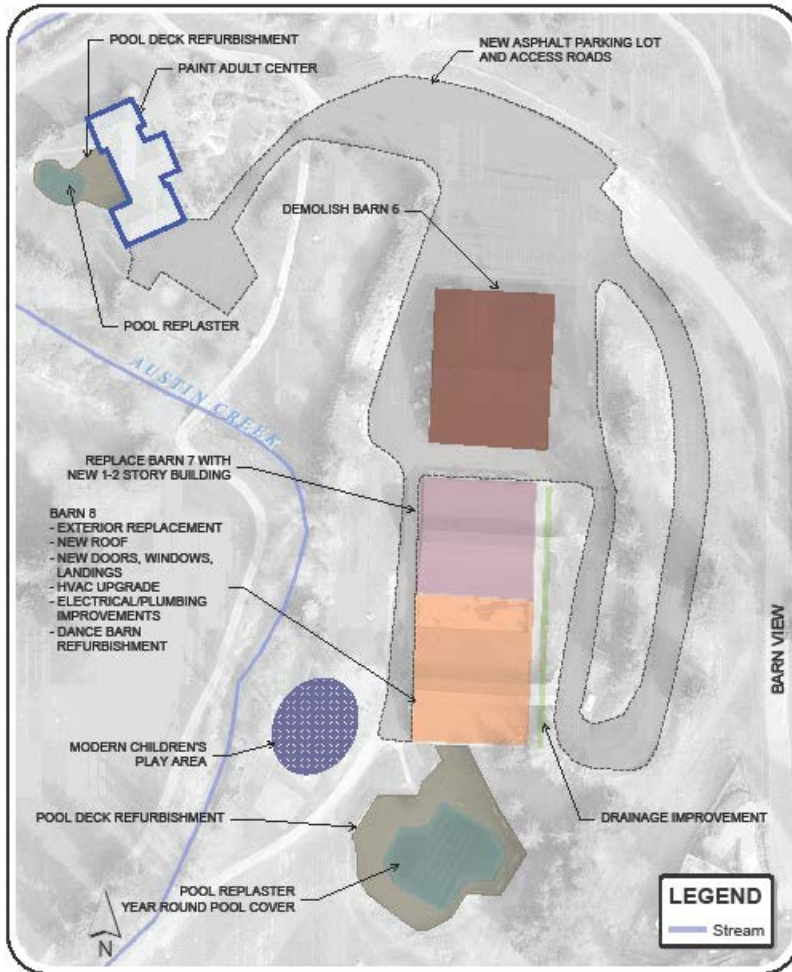 POOL DECK REFURBISHMENT
PAINT ADULT CENTER
NEW ASPHALT PARKING LOT
AND ACCESS ROADS
DEMOLISH BARN 6
POOL REPLASTER
AUSTIN CREEK
REPLACE BARN 7 WITH
NEW 1-2 STORY BUILDING
BARN 8
- EXTERIOR REPLACEMENT
- NEW ROOF
- NEW DOORS, WINDOWS,
LANDINGS
- HVAC UPGRADE
- ELECTRICAL/PLUMBING
IMPROVEMENTS
- DANCE BARN
REFURBISHMENT
BARN VIEW
MODERN CHILDREN'S
PLAY AREA
POOL DECK REFURBISHMENT
DRAINAGE IMPROVEMENT
POOL REPLASTER
YEAR ROUND POOL COVER
N
LEGEND
Stream